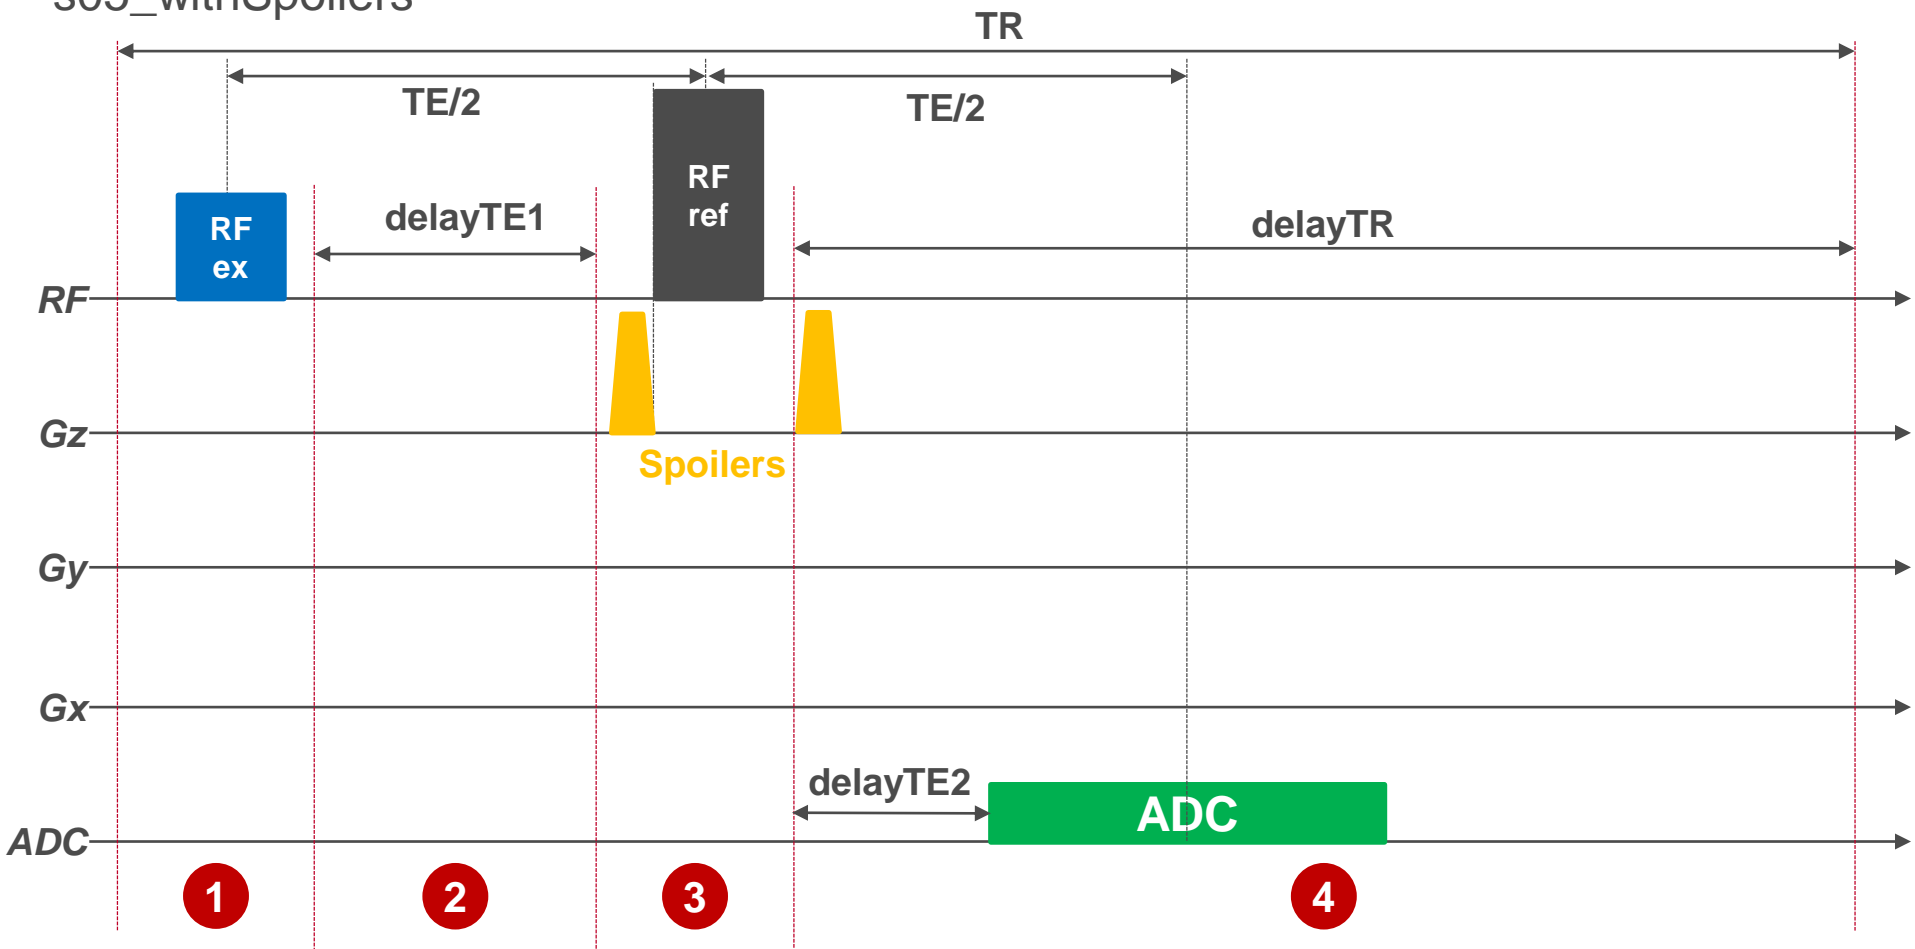 s03_withSpoilers
TR
TE/2
TE/2
RF
ex
delayTE1
RF
ref
delayTR
RF
Gz
Spoilers
Gy
Gx
delayTE2
ADC
ADC
1
2
3
4